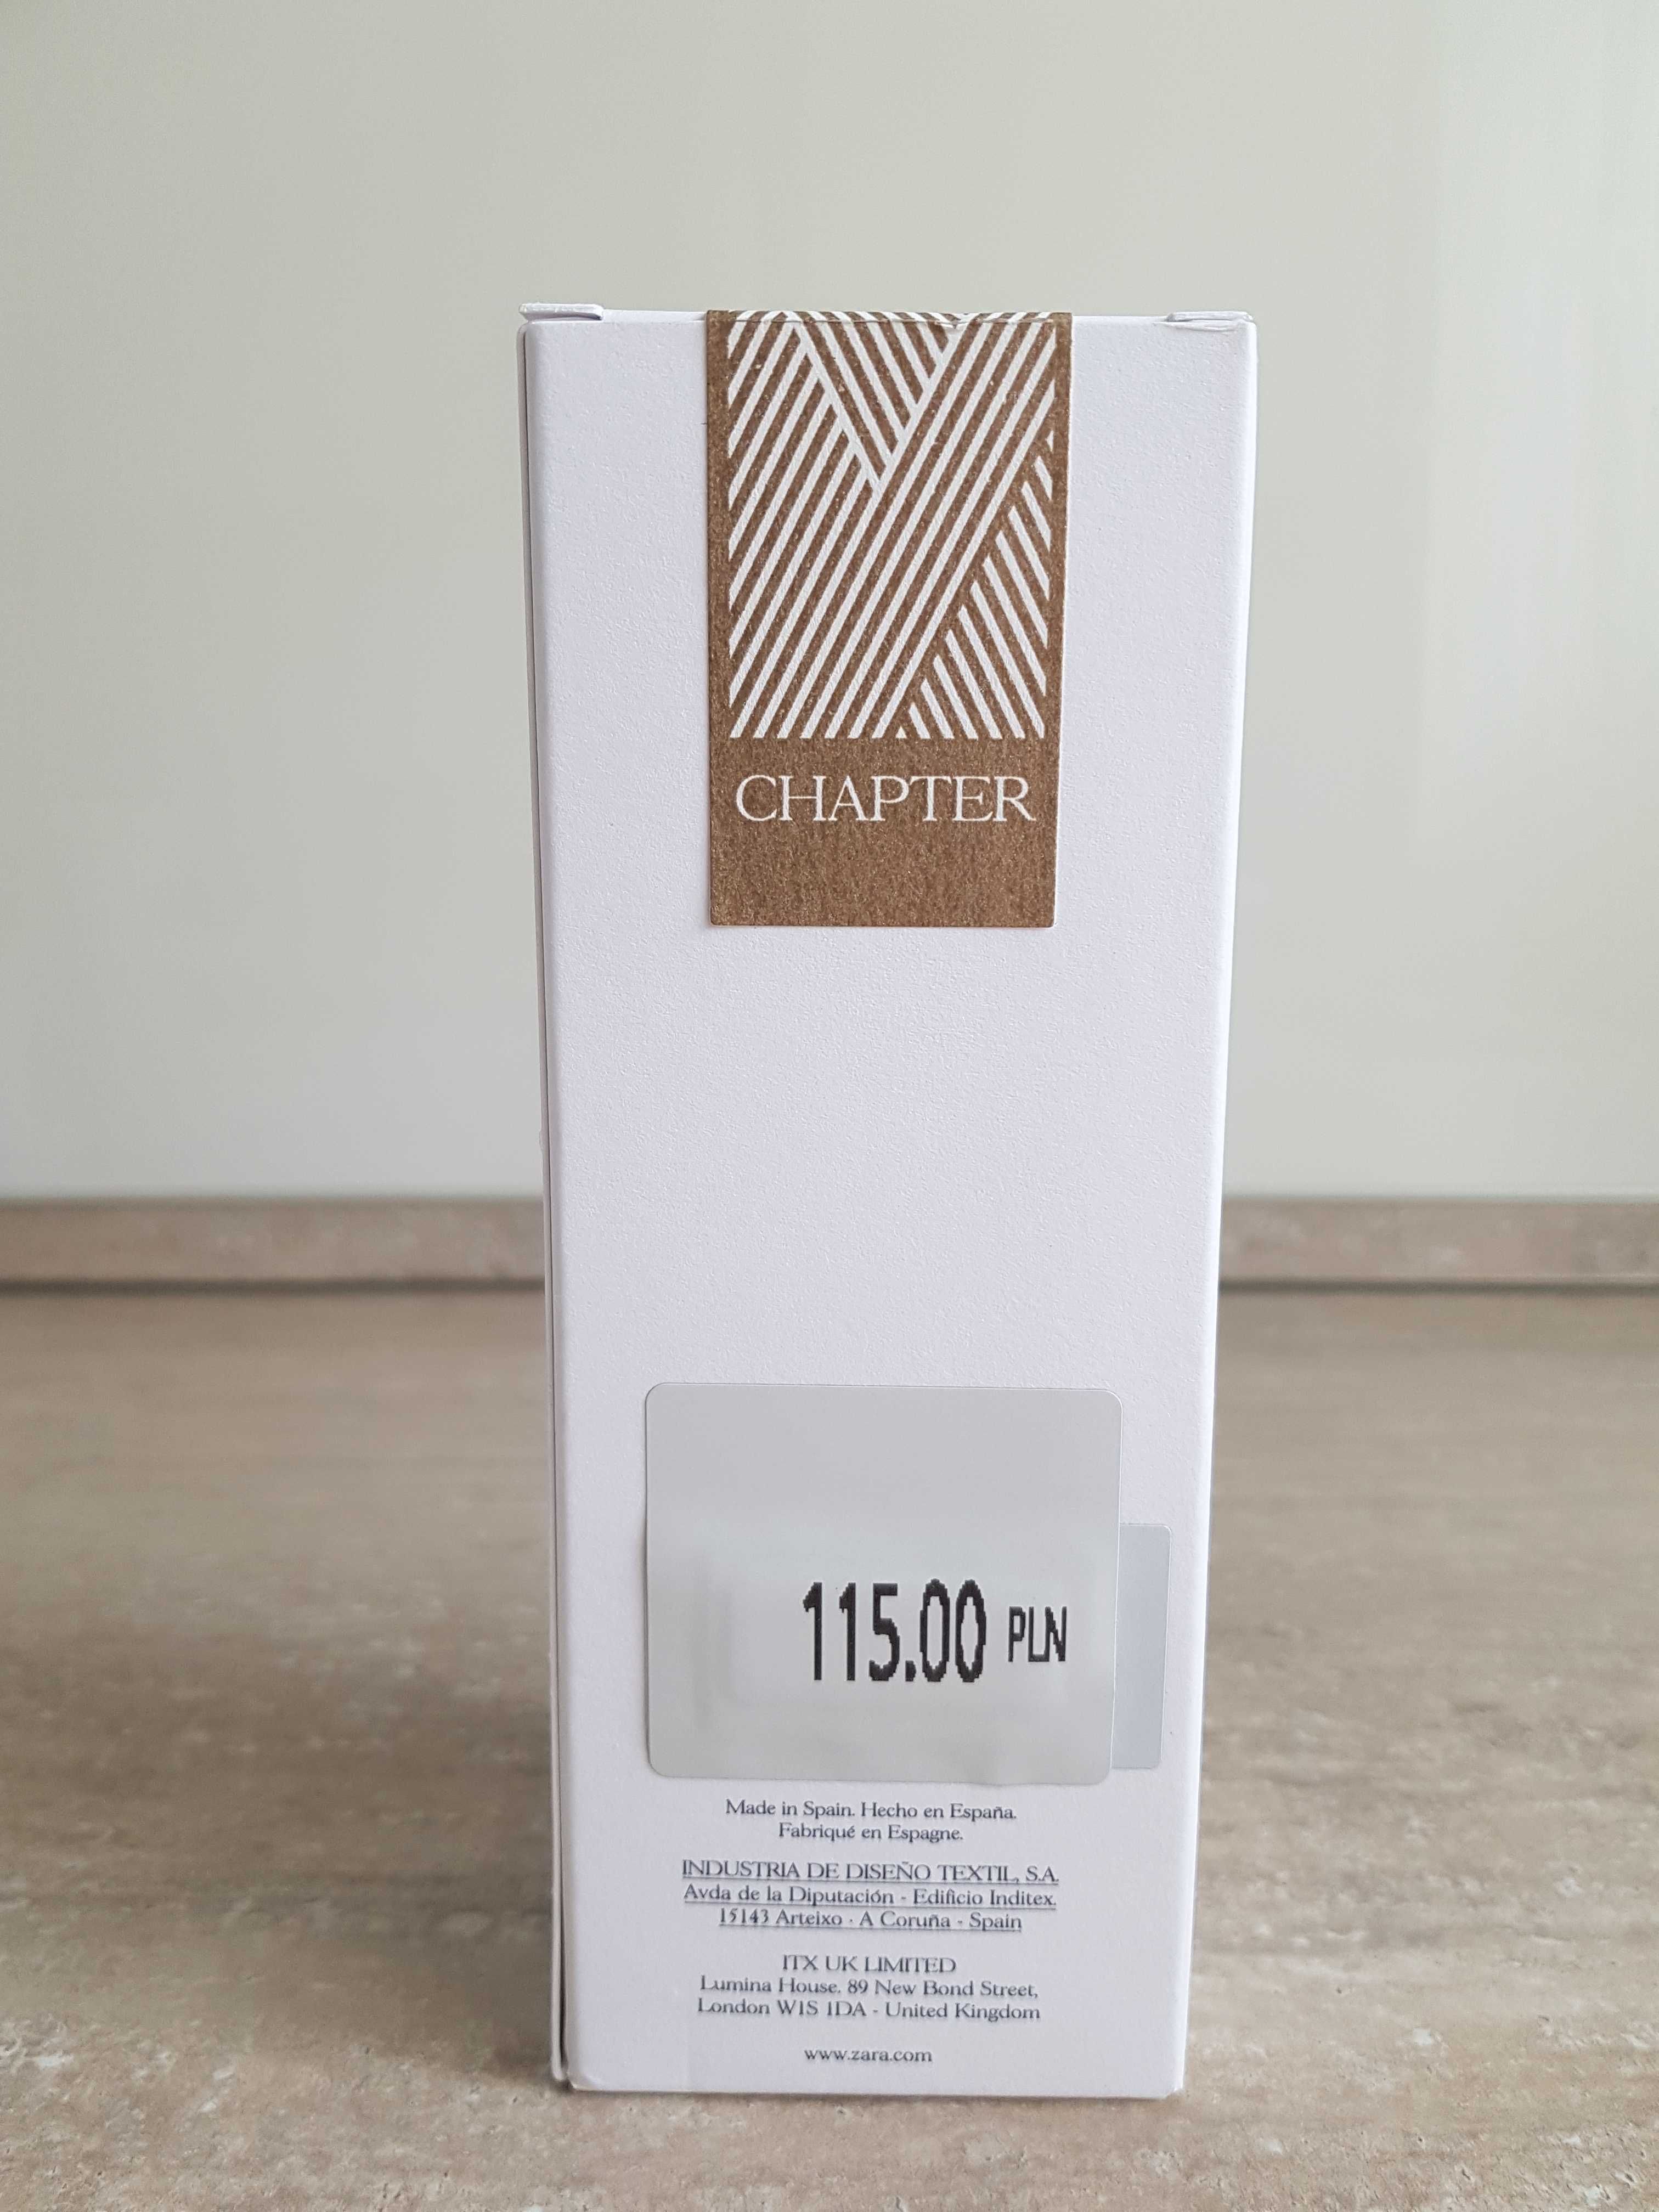 CHAPTER
115.00 PLN
Made in Spain. Hecho en España.
Fabriqué en Espagne.
INDUSTRIA DE DISEÑO TEXTIL, S.A.
Avda de la Diputación - Edificio Inditex.
15143 Arteixo - A Coruña - Spain
ITX UK LIMITED
Lumina House, 89 New Bond Street,
London W1S 1DA - United Kingdom
www.zara.com